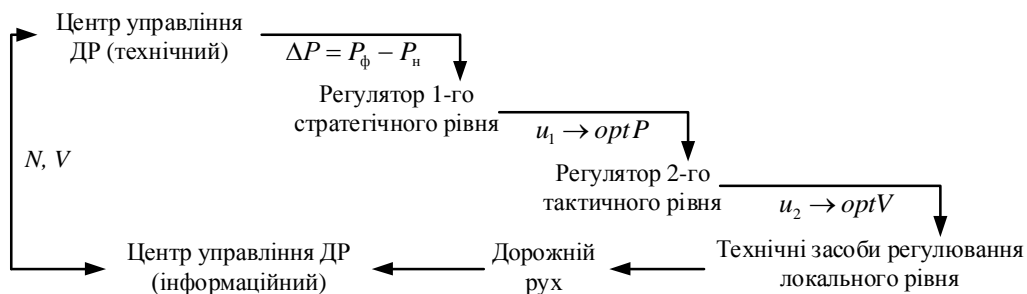 Центр управління
ДР (технічний)
ΔP = Pф − Pн
Регулятор 1-го
стратегічного рівня
u₁ → optP
N, V
Регулятор 2-го
тактичного рівня
u₂ → optV
Центр управління ДР
(інформаційний)
Дорожній
рух
Технічні засоби регулювання
локального рівня